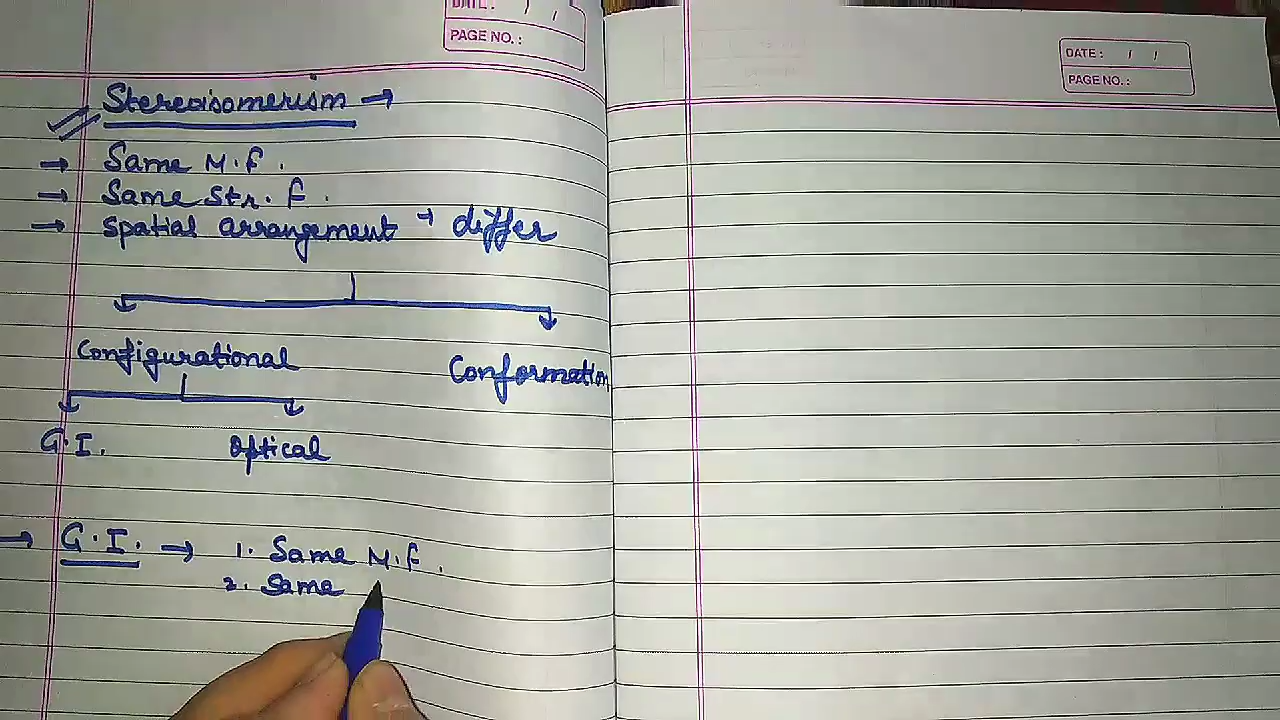 DATE: / /
PAGE NO.:
DATE: / /
PAGE NO.:
Stereoisomerism →
→ Same M.F.
→ Same Str. F.
→ Spatial arrangement → differ
Configurational
Conformation
G.I. Optical
→ G.I. → 1. Same M.F.
2. Same